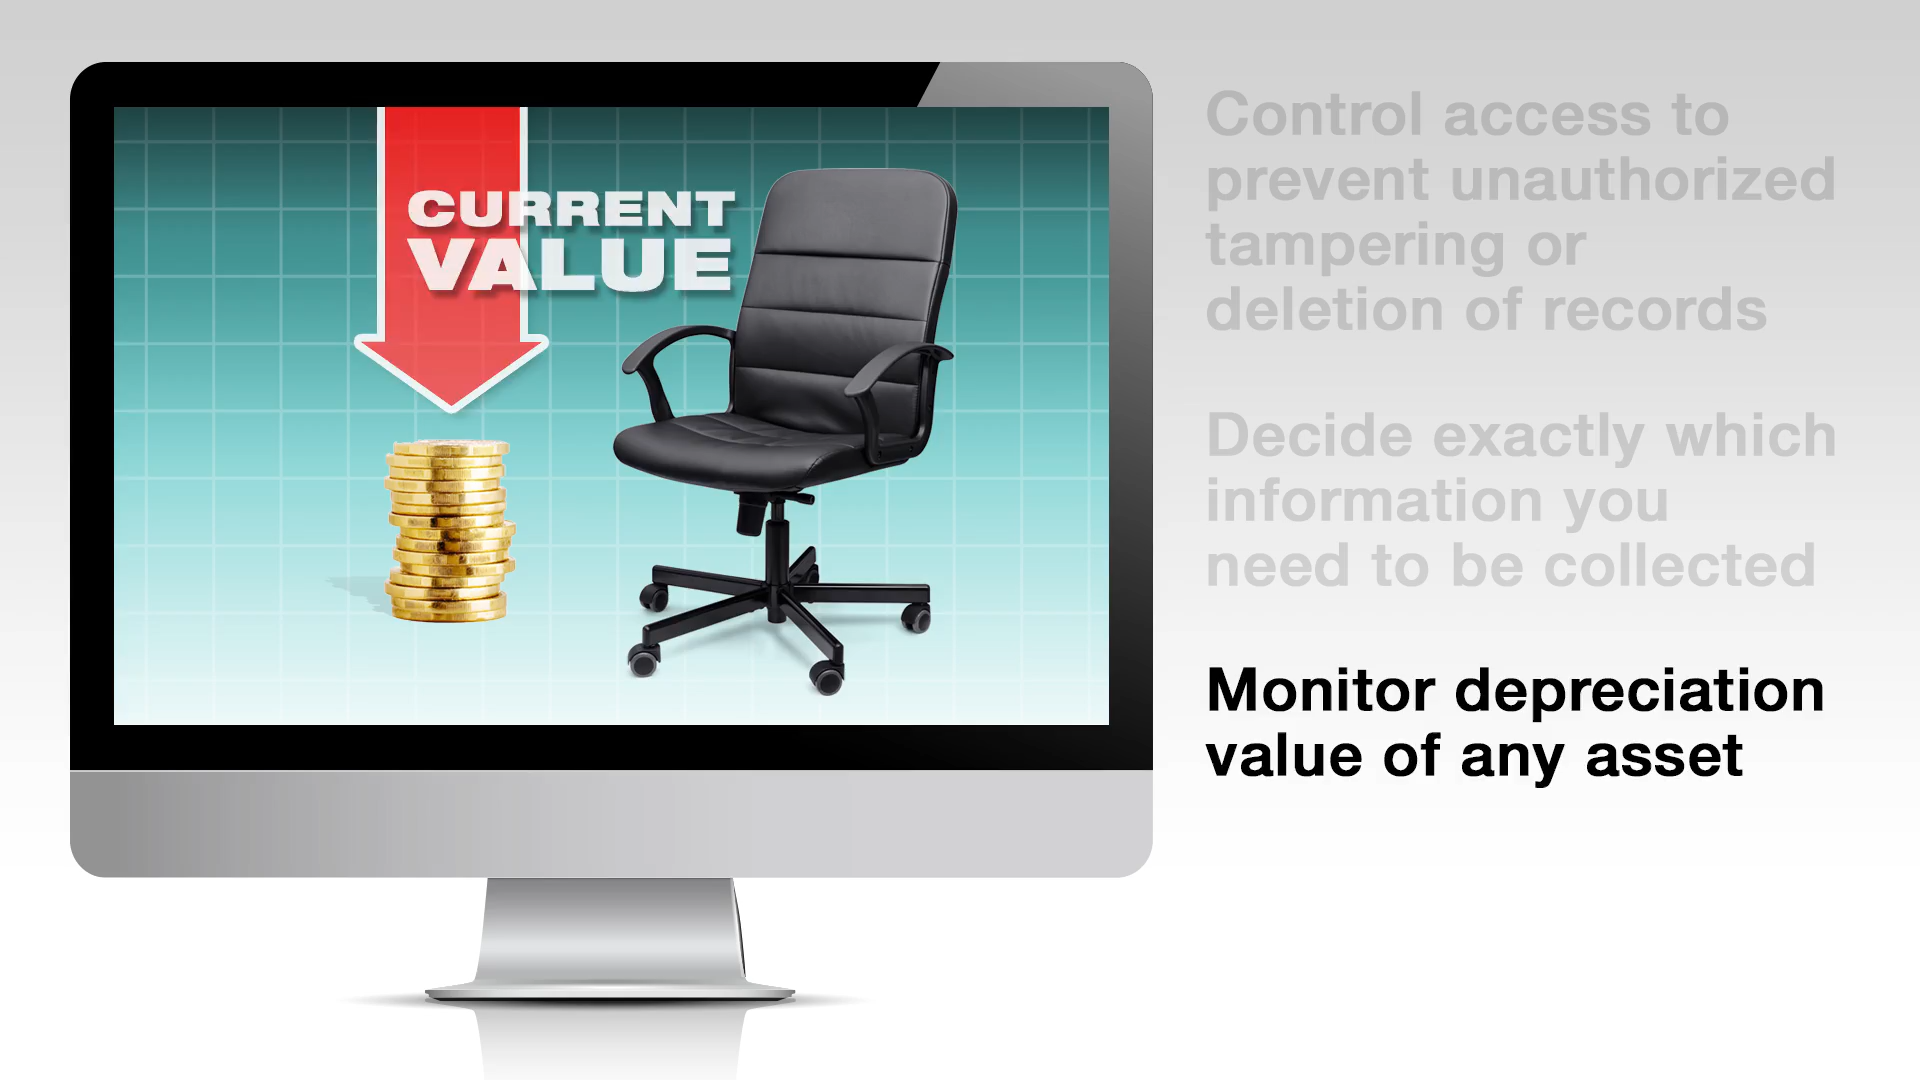 CURRENT
VALUE
Control access to
prevent unauthorized
tampering or
deletion of records
Decide exactly which
information you
need to be collected
Monitor depreciation
value of any asset